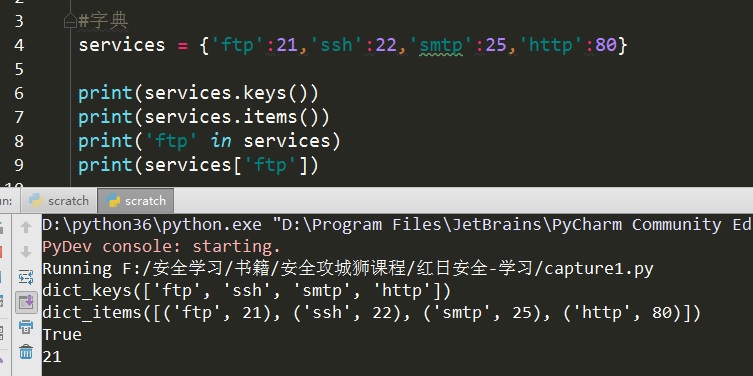 2
3 #字典
4 services = {'ftp':21,'ssh':22,'smtp':25,'http':80}
5
6 print(services.keys())
7 print(services.items())
8 print('ftp' in services)
9 print(services['ftp'])
un: scratch scratch
D:\python36\python.exe "D:\Program Files\JetBrains\PyCharm Community Ed
PyDev console: starting.
Running F:/安全学习/书籍/安全攻城狮课程/红日安全-学习/capture1.py
dict_keys(['ftp', 'ssh', 'smtp', 'http'])
dict_items([('ftp', 21), ('ssh', 22), ('smtp', 25), ('http', 80)])
True
21